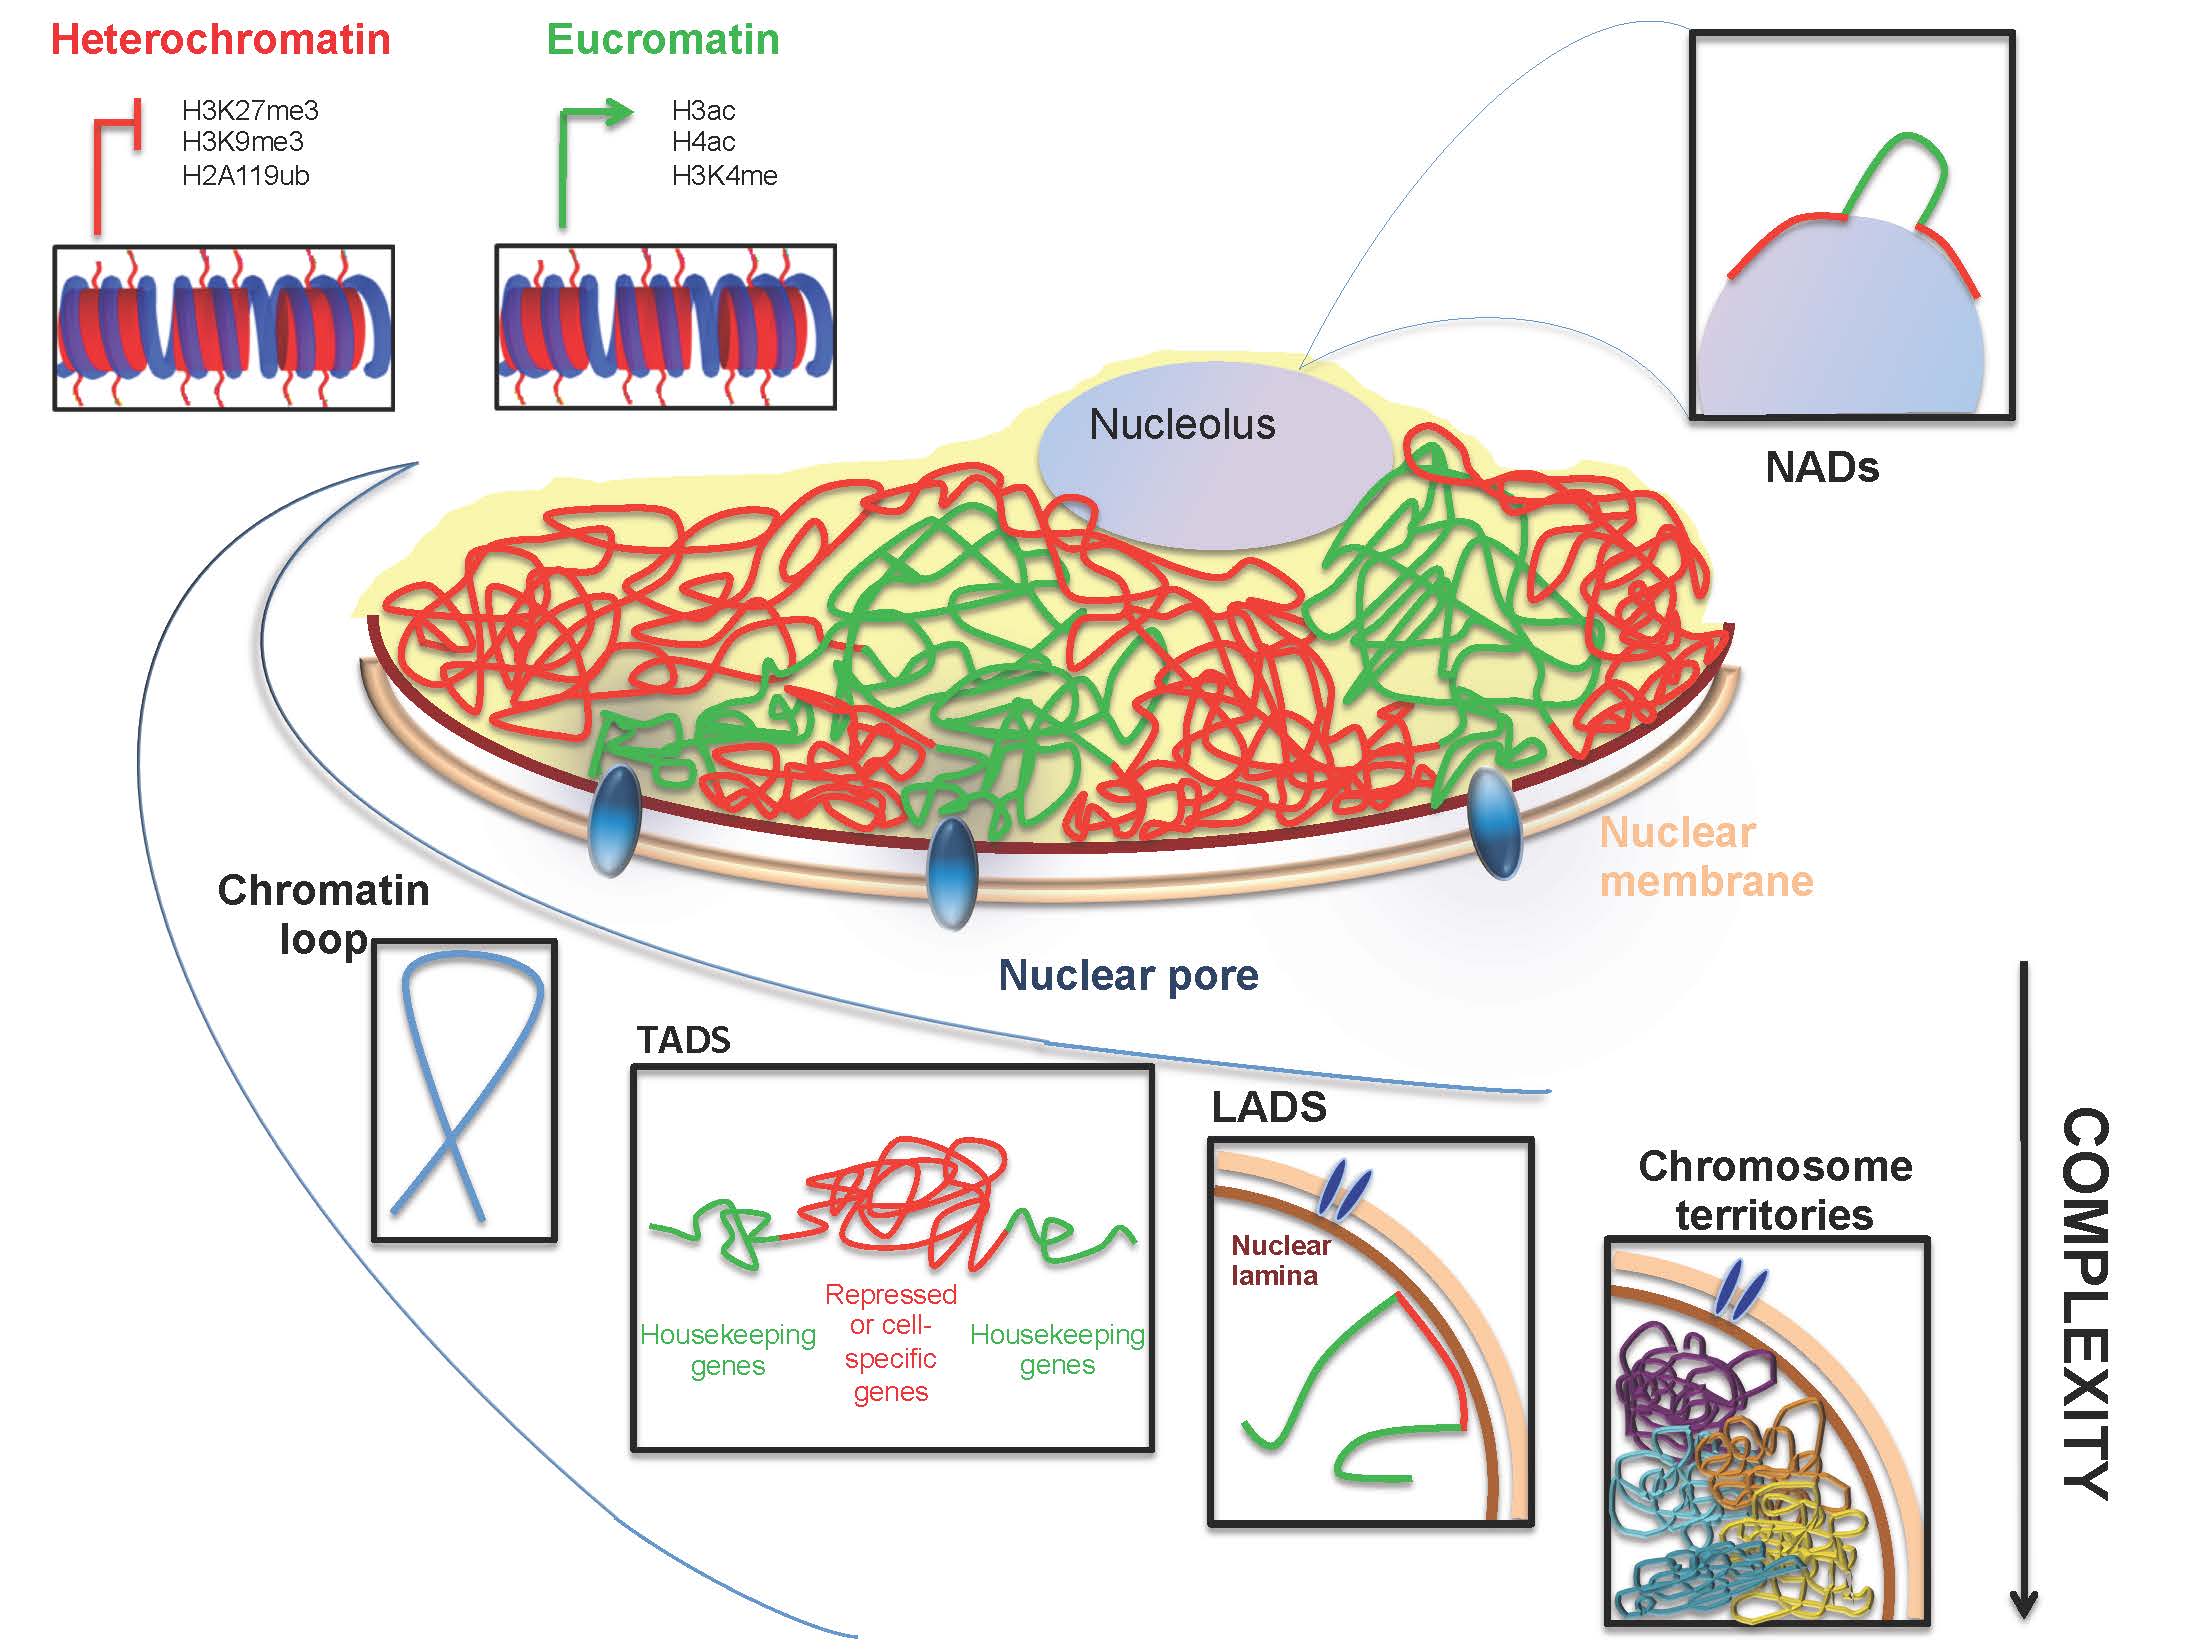 Heterochromatin
H3K27me3
H3K9me3
H2A119ub
Eucromatin
H3ac
H4ac
H3K4me
NADs
Nucleolus
Nuclear
membrane
Nuclear pore
Chromatin
loop
TADS
Housekeeping
genes
Repressed
or cell-
specific
genes
Housekeeping
genes
LADS
Nuclear
lamina
Chromosome
territories
COMPLEXITY